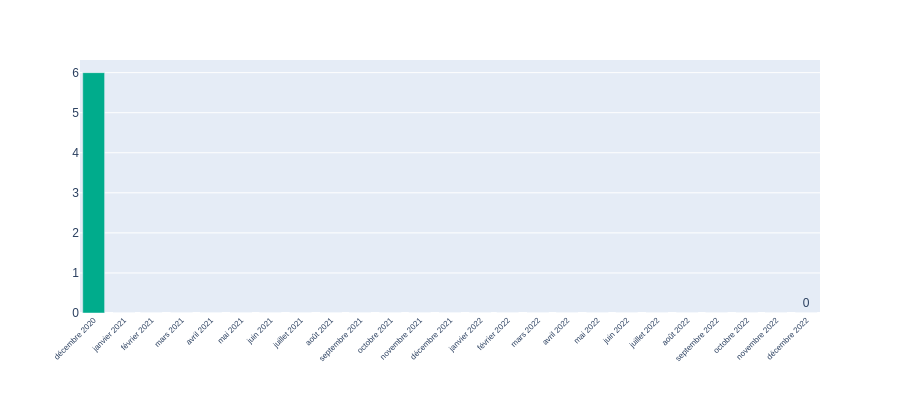 6
5
4
3
2
1
0
0
décembre 2020
janvier 2021
février 2021
mars 2021
avril 2021
mai 2021
juin 2021
juillet 2021
août 2021
septembre 2021
octobre 2021
novembre 2021
décembre 2021
janvier 2022
février 2022
mars 2022
avril 2022
mai 2022
juin 2022
juillet 2022
août 2022
septembre 2022
octobre 2022
novembre 2022
décembre 2022